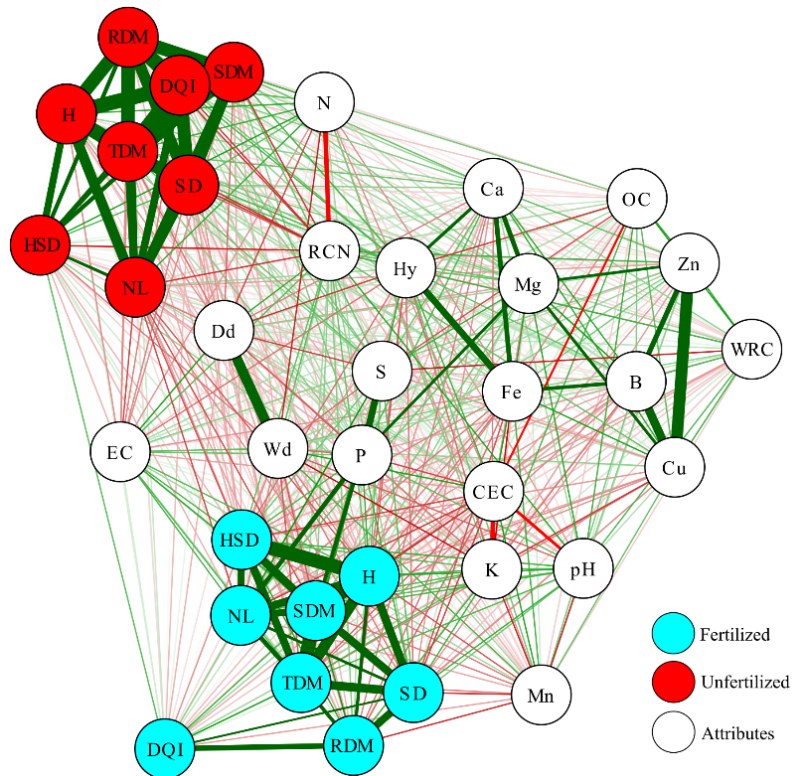 RDM
SDM
DQI
H
N
TDM
SD
Ca
OC
HSD
RCN
Hy
Zn
NL
Mg
Dd
WRC
S
B
Fe
EC
Wd
P
Cu
CEC
HSD
H
K
pH
NL
SDM
Fertilized
TDM
SD
Mn
Unfertilized
DQI
RDM
Attributes